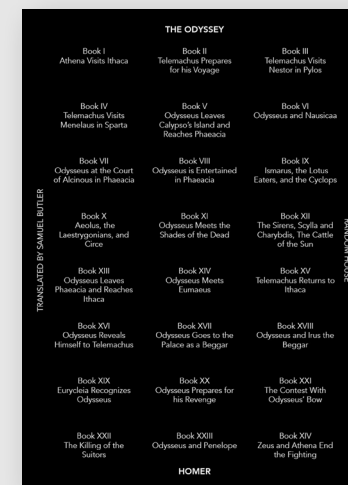 THE ODYSSEY
Book I
Athena Visits Ithaca
Book II
Telemachus Prepares
for his Voyage
Book III
Telemachus Visits
Nestor in Pylos
Book IV
Telemachus Visits
Menelaus in Sparta
Book V
Odysseus Leaves
Calypso's Island and
Reaches Phaeacia
Book VI
Odysseus and Nausicaa
Book VII
Odysseus at the Court
of Alcinous in Phaeacia
Book VIII
Odysseus is Entertained
in Phaeacia
Book IX
Ismarus, the Lotus
Eaters, and the Cyclops
Book X
Aeolus, the
Laestrygonians, and
Circe
Book XI
Odysseus Meets the
Shades of the Dead
Book XII
The Sirens, Scylla and
Charybdis, The Cattle
of the Sun
Book XIII
Odysseus Leaves
Phaeacia and Reaches
Ithaca
Book XIV
Odysseus Meets
Eumaeus
Book XV
Telemachus Returns to
Ithaca
Book XVI
Odysseus Reveals
Himself to Telemachus
Book XVII
Odysseus Goes to the
Palace as a Beggar
Book XVIII
Odysseus and Irus the
Beggar
Book XIX
Eurycleia Recognizes
Odysseus
Book XX
Odysseus Prepares for
his Revenge
Book XXI
The Contest With
Odysseus' Bow
Book XXII
The Killing of the
Suitors
Book XXIII
Odysseus and Penelope
Book XIV
Zeus and Athena End
the Fighting
HOMER
TRANSLATED BY SAMUEL BUTLER
RANDOM HOUSE